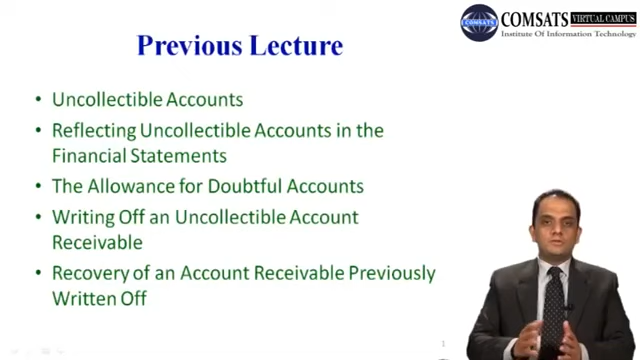 COMSATS VIRTUAL CAMPUS
Institute Of Information Technology
Previous Lecture
• Uncollectible Accounts
• Reflecting Uncollectible Accounts in the
Financial Statements
• The Allowance for Doubtful Accounts
• Writing Off an Uncollectible Account
Receivable
• Recovery of an Account Receivable Previously
Written Off
1